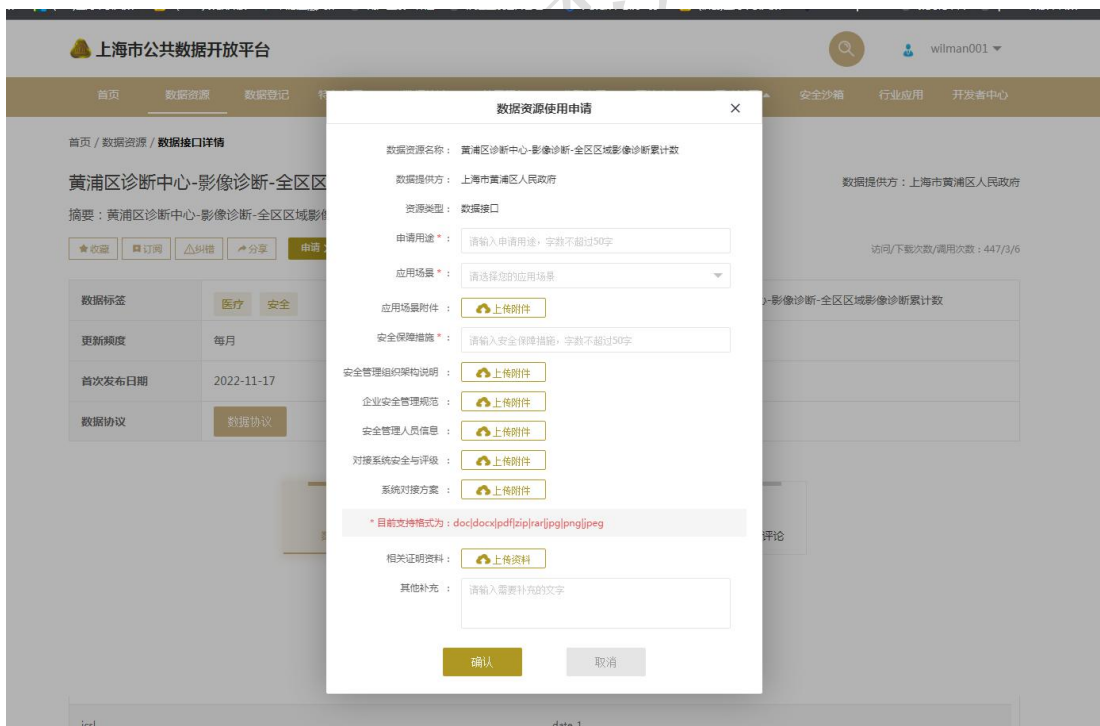 上海市公共数据开放平台
wilman001
首页 数据资源 数据登记 安全沙箱 行业应用 开发者中心
首页 / 数据资源 / 数据接口详情
黄浦区诊断中心-影像诊断-全区区
数据提供方：上海市黄浦区人民政府
摘要：黄浦区诊断中心-影像诊断-全区区域影像
收藏 订阅 纠错 分享 申请
访问/下载次数/调用次数：447/3/6
数据标签 医疗 安全
心-影像诊断-全区区域影像诊断累计数
更新频度 每月
首次发布日期 2022-11-17
数据协议 数据协议
评论
数据资源使用申请 ×
数据资源名称： 黄浦区诊断中心-影像诊断-全区区域影像诊断累计数
数据提供方： 上海市黄浦区人民政府
资源类型： 数据接口
申请用途 *： 请输入申请用途，字数不超过50字
应用场景 *： 请选择您的应用场景
应用场景附件 ： 上传附件
安全保障措施 *： 请输入安全保障措施，字数不超过50字
安全管理组织架构说明 ： 上传附件
企业安全管理规范 ： 上传附件
安全管理人员信息 ： 上传附件
对接系统安全与评级 ： 上传附件
系统对接方案 ： 上传附件
* 目前支持格式为：doc|docx|pdf|zip|rar|jpg|png|jpeg
相关证明资料： 上传资料
其他补充 ： 请输入需要补充的文字
确认 取消